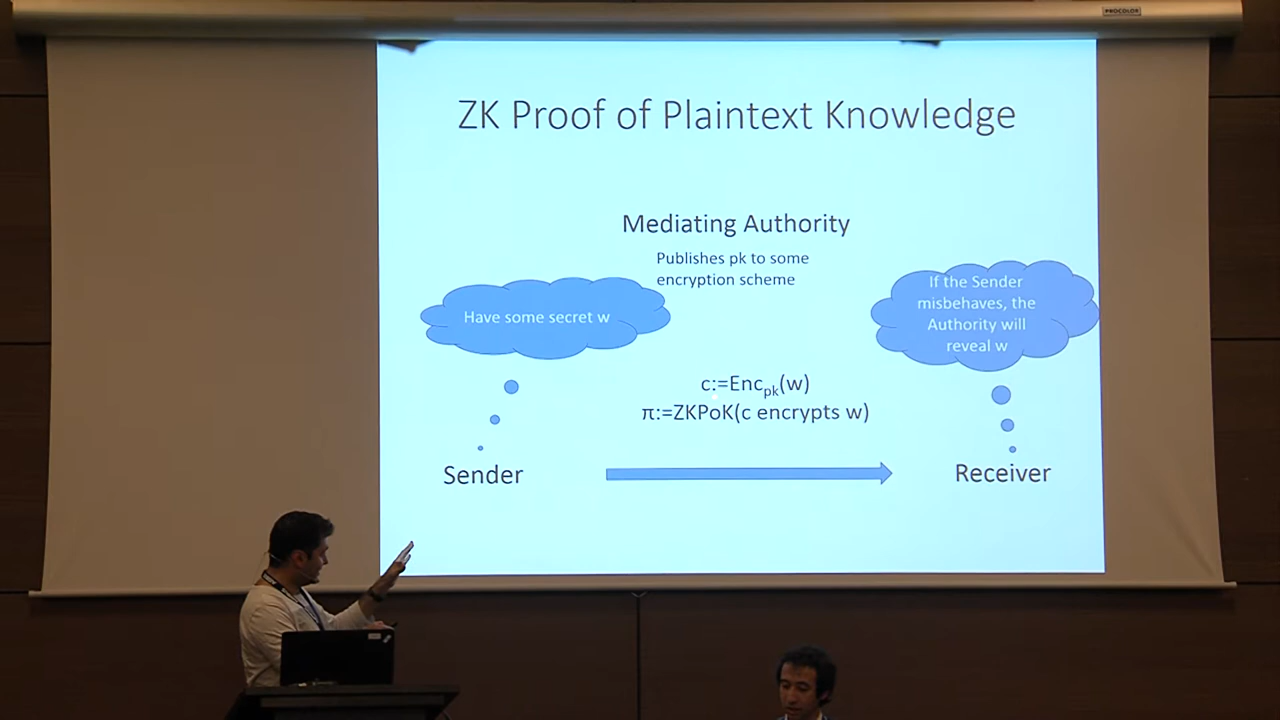 PROCOLOR
ZK Proof of Plaintext Knowledge
Mediating Authority
Publishes pk to some
encryption scheme
Have some secret w
If the Sender
misbehaves, the
Authority will
reveal w
c:=Encpk(w)
π:=ZKPoK(c encrypts w)
Sender
Receiver